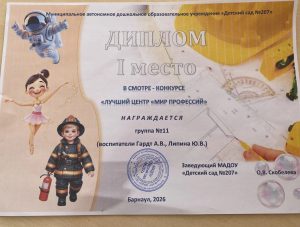 Муниципальное автономное дошкольное образовательное учреждение «Детский сад №207»
ДИПЛОМ
I место
В СМОТРЕ - КОНКУРСЕ
«ЛУЧШИЙ ЦЕНТР «МИР ПРОФЕССИЙ»
НАГРАЖДАЕТСЯ
группа №11
(воспитатели Гардт А.В., Липина Ю.В.)
Заведующий МАДОУ
«Детский сад №207» О.В. Скобелева
Барнаул, 2026